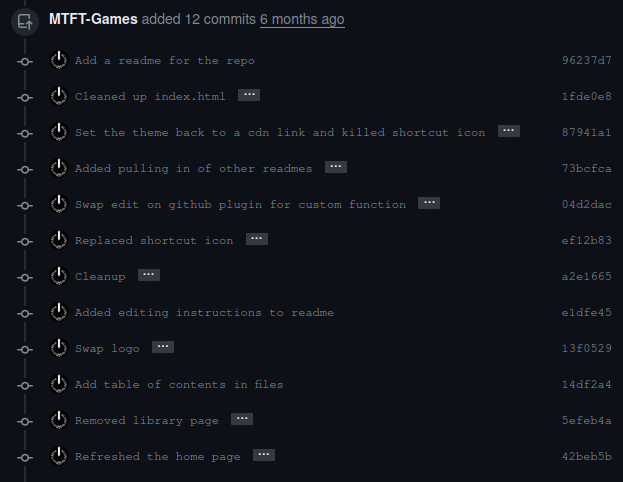 MTFT-Games added 12 commits 6 months ago
Add a readme for the repo 96237d7
Cleaned up index.html ... 1fde0e8
Set the theme back to a cdn link and killed shortcut icon ... 87941a1
Added pulling in of other readmes ... 73bcfca
Swap edit on github plugin for custom function ... 04d2dac
Replaced shortcut icon ... ef12b83
Cleanup ... a2e1665
Added editing instructions to readme e1dfe45
Swap logo ... 13f0529
Add table of contents in files 14df2a4
Removed library page ... 5efeb4a
Refreshed the home page ... 42beb5b